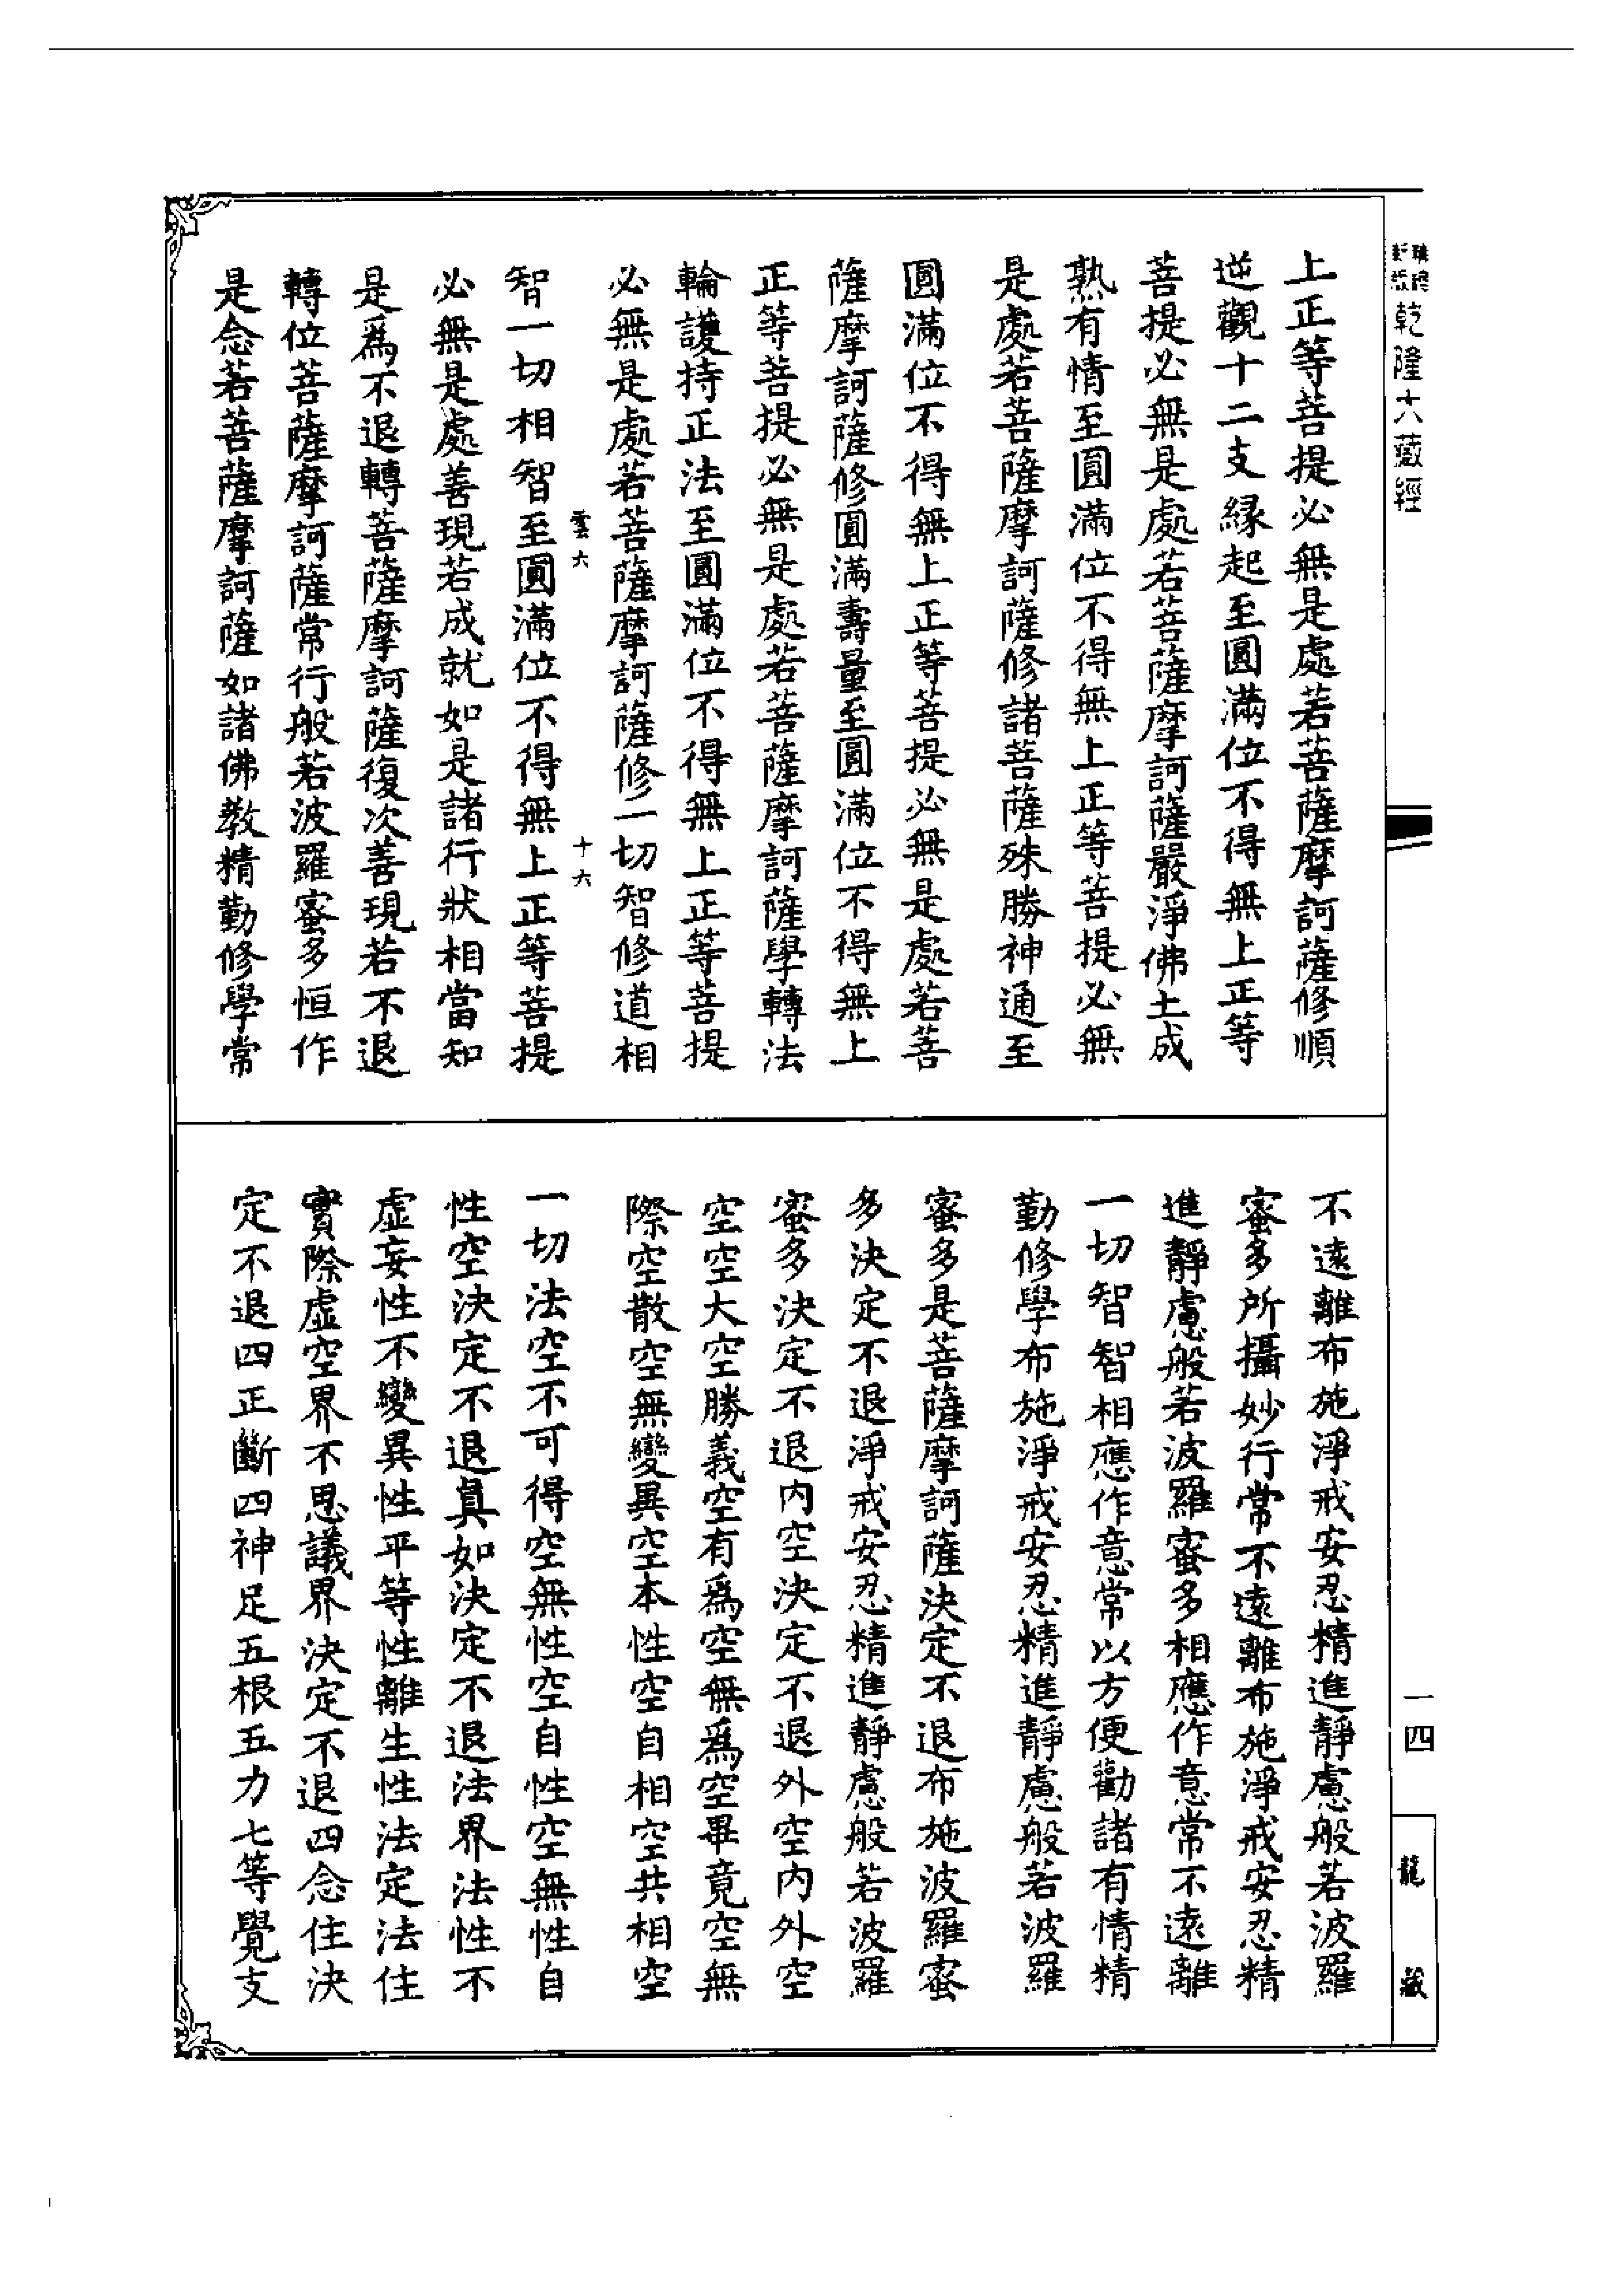 乾隆大藏經
上正等菩提必無是處若菩薩摩訶薩修順
逆觀十二支緣起至圓滿位不得無上正等
菩提必無是處若菩薩摩訶薩嚴淨佛土成
熟有情至圓滿位不得無上正等菩提必無
是處若菩薩摩訶薩修諸菩薩殊勝神通至
圓滿位不得無上正等菩提必無是處若菩
薩摩訶薩修圓滿壽量至圓滿位不得無上
正等菩提必無是處若菩薩摩訶薩學轉法
輪護持正法至圓滿位不得無上正等菩提
必無是處若菩薩摩訶薩修一切智修道相
雲六 十六
智一切相智至圓滿位不得無上正等菩提
必無是處善現若成就如是諸行狀相當知
是爲不退轉菩薩摩訶薩復次善現若不退
轉位菩薩摩訶薩常行般若波羅蜜多恒作
是念若菩薩摩訶薩如諸佛教精勤修學常
不遠離布施淨戒安忍精進靜慮般若波羅
蜜多所攝妙行常不遠離布施淨戒安忍精
進靜慮般若波羅蜜多相應作意常不遠離
一切智智相應作意常以方便勸諸有情精
勤修學布施淨戒安忍精進靜慮般若波羅
蜜多是菩薩摩訶薩決定不退布施波羅蜜
多決定不退淨戒安忍精進靜慮般若波羅
蜜多決定不退內空決定不退外空內外空
空空大空勝義空有爲空無爲空畢竟空無
際空散空無變異空本性空自相空共相空
一切法空不可得空無性空自性空無性自
性空決定不退真如決定不退法界法性不
虛妄性不變異性平等性離生性法定法住
實際虛空界不思議界決定不退四念住決
定不退四正斷四神足五根五力七等覺支
一四
龍藏